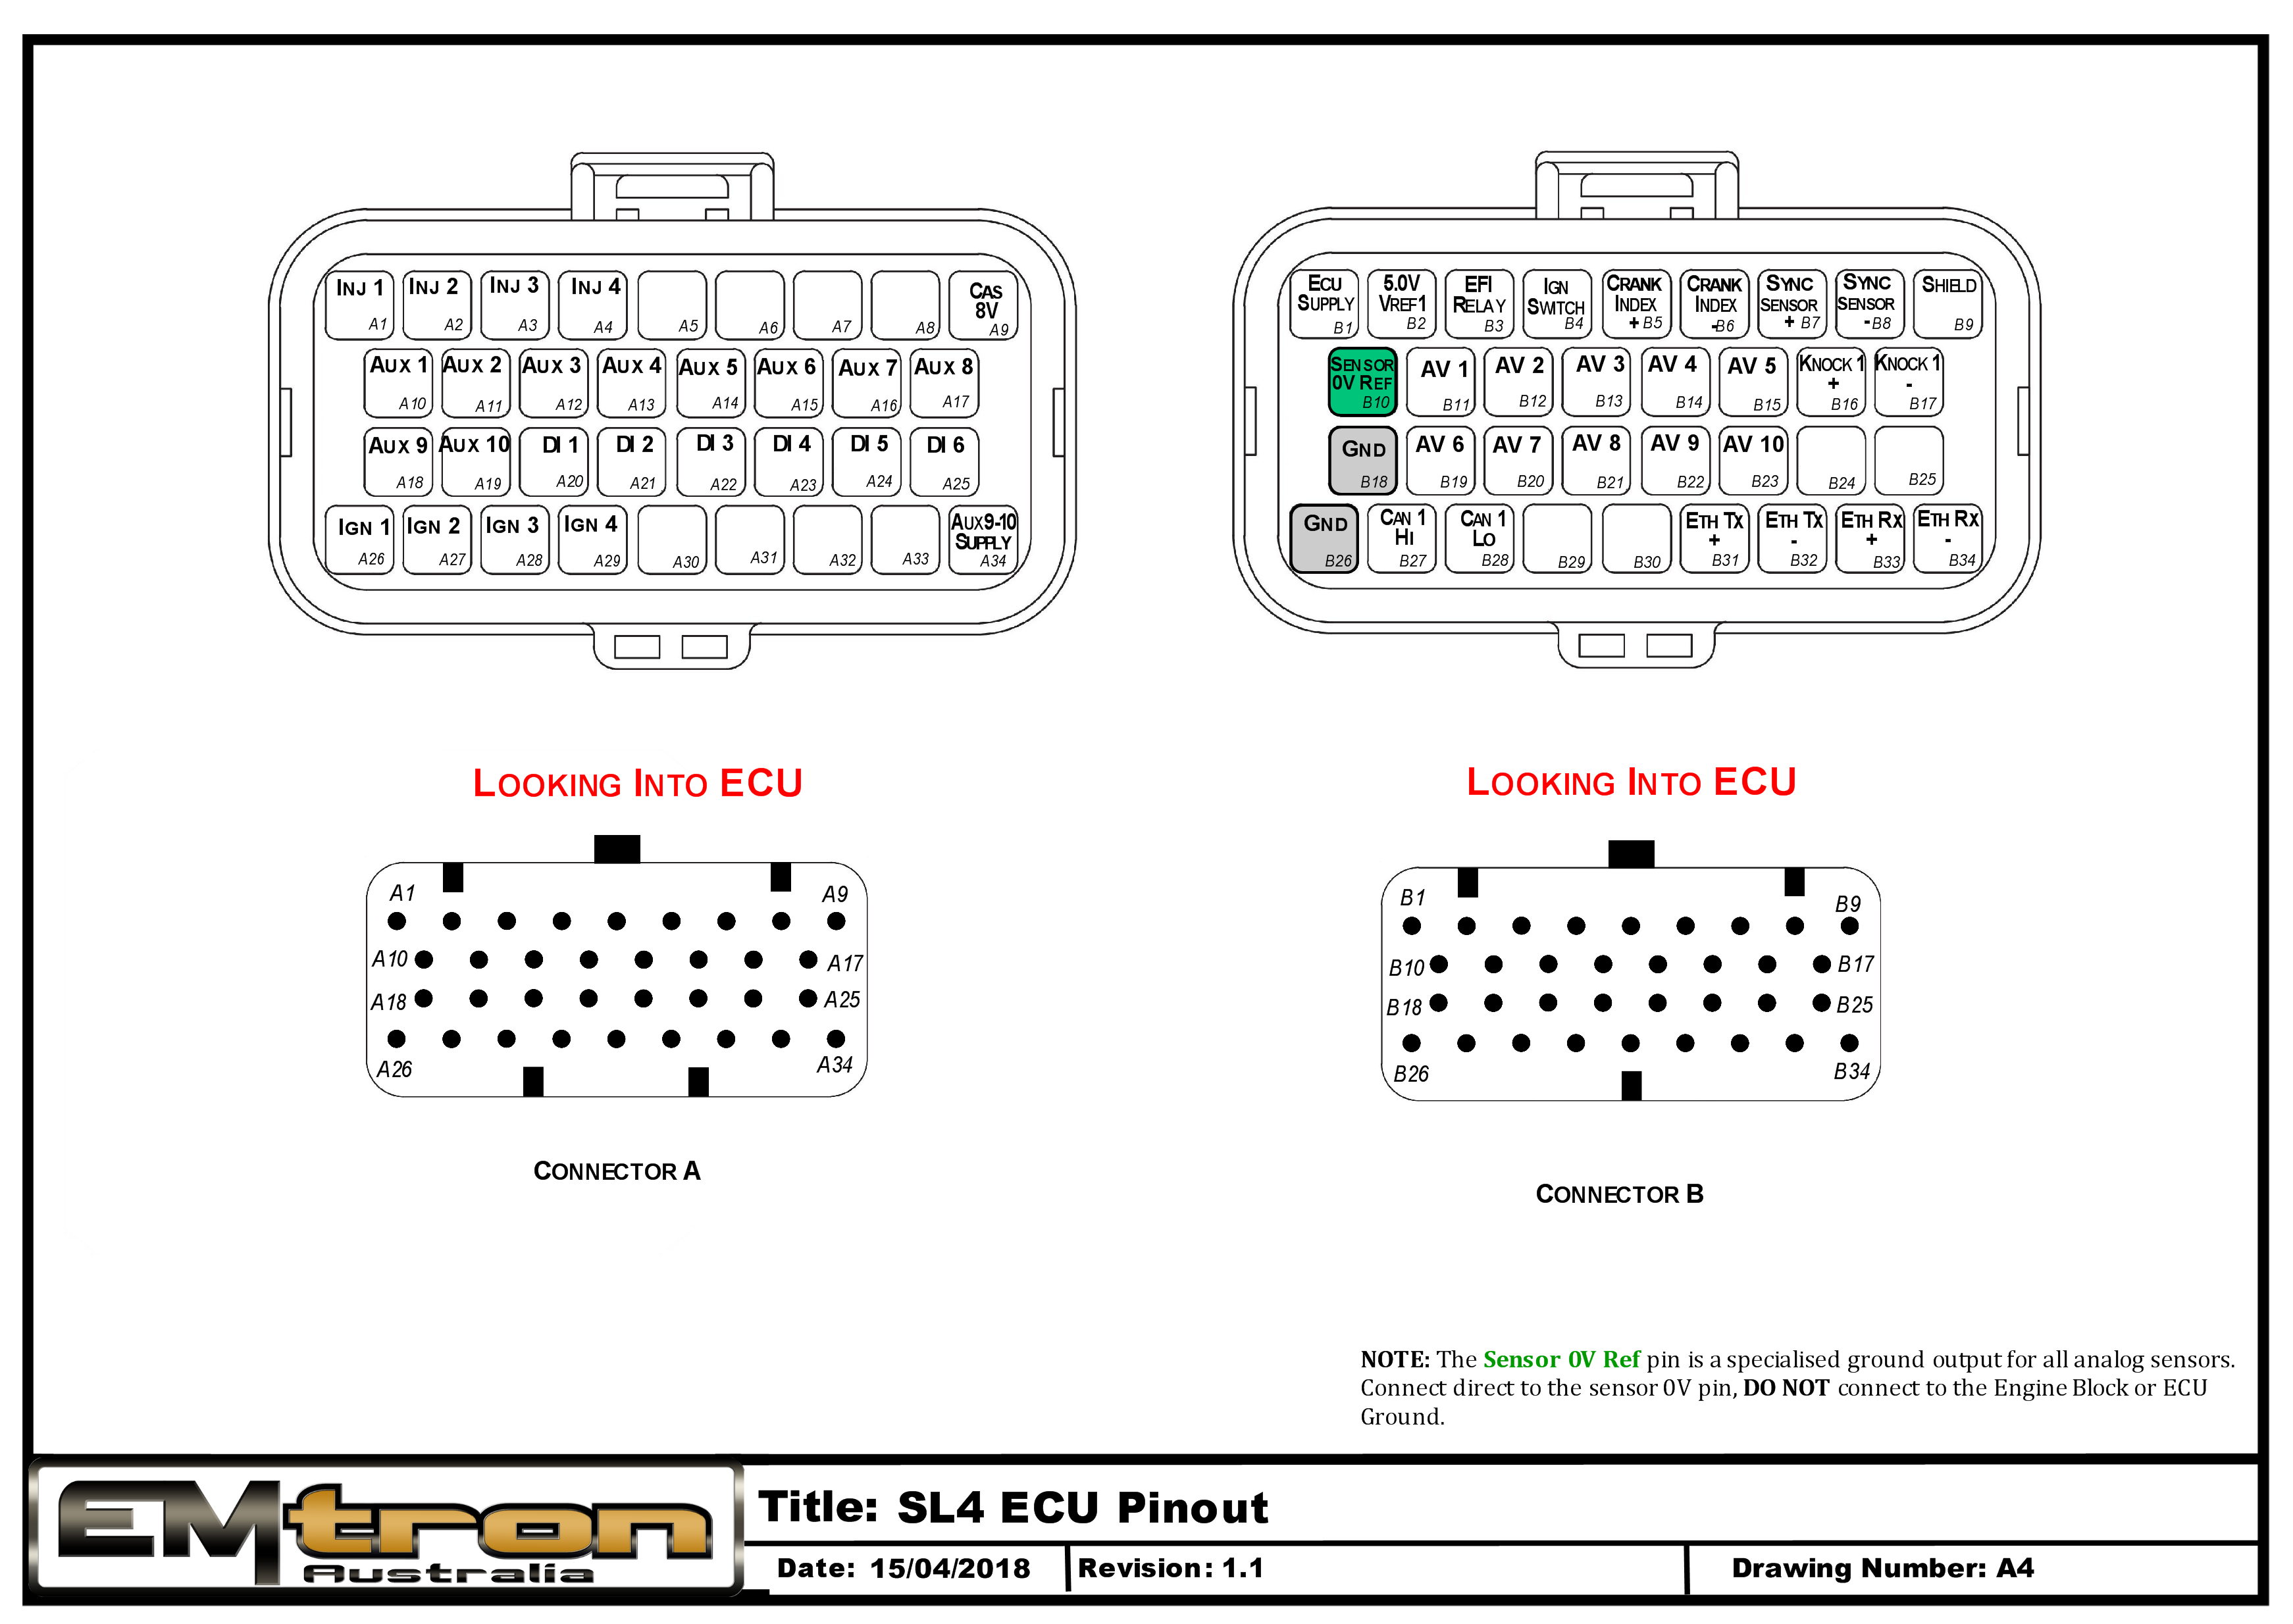 INJ 1 INJ 2 INJ 3 INJ 4 CAS
8V
A1 A2 A3 A4 A5 A6 A7 A8 A9
AUX 1 AUX 2 AUX 3 AUX 4 AUX 5 AUX 6 AUX 7 AUX 8
A10 A11 A12 A13 A14 A15 A16 A17
AUX 9 AUX 10 DI 1 DI 2 DI 3 DI 4 DI 5 DI 6
A18 A19 A20 A21 A22 A23 A24 A25
IGN 1 IGN 2 IGN 3 IGN 4 AUX9-10
SUPPLY
A26 A27 A28 A29 A30 A31 A32 A33 A34
ECU 5.0V EFI IGN CRANK CRANK SYNC SYNC SHIELD
SUPPLY VREF1 RELAY SWITCH INDEX INDEX SENSOR SENSOR
B1 B2 B3 B4 + B5 -B6 + B7 -B8 B9
SENSOR AV 1 AV 2 AV 3 AV 4 AV 5 KNOCK 1 KNOCK 1
0V REF + -
B10 B11 B12 B13 B14 B15 B16 B17
GND AV 6 AV 7 AV 8 AV 9 AV 10
B18 B19 B20 B21 B22 B23 B24 B25
GND CAN 1 CAN 1 ETH TX ETH TX ETH RX ETH RX
HI LO + - + -
B26 B27 B28 B29 B30 B31 B32 B33 B34
LOOKING INTO ECU
A1 A9
A10 A17
A18 A25
A26 A34
CONNECTOR A
LOOKING INTO ECU
B1 B9
B10 B17
B18 B25
B26 B34
CONNECTOR B
NOTE: The Sensor 0V Ref pin is a specialised ground output for all analog sensors.
Connect direct to the sensor 0V pin, DO NOT connect to the Engine Block or ECU
Ground.
EMtron
Australia
Title: SL4 ECU Pinout
Date: 15/04/2018 Revision: 1.1 Drawing Number: A4